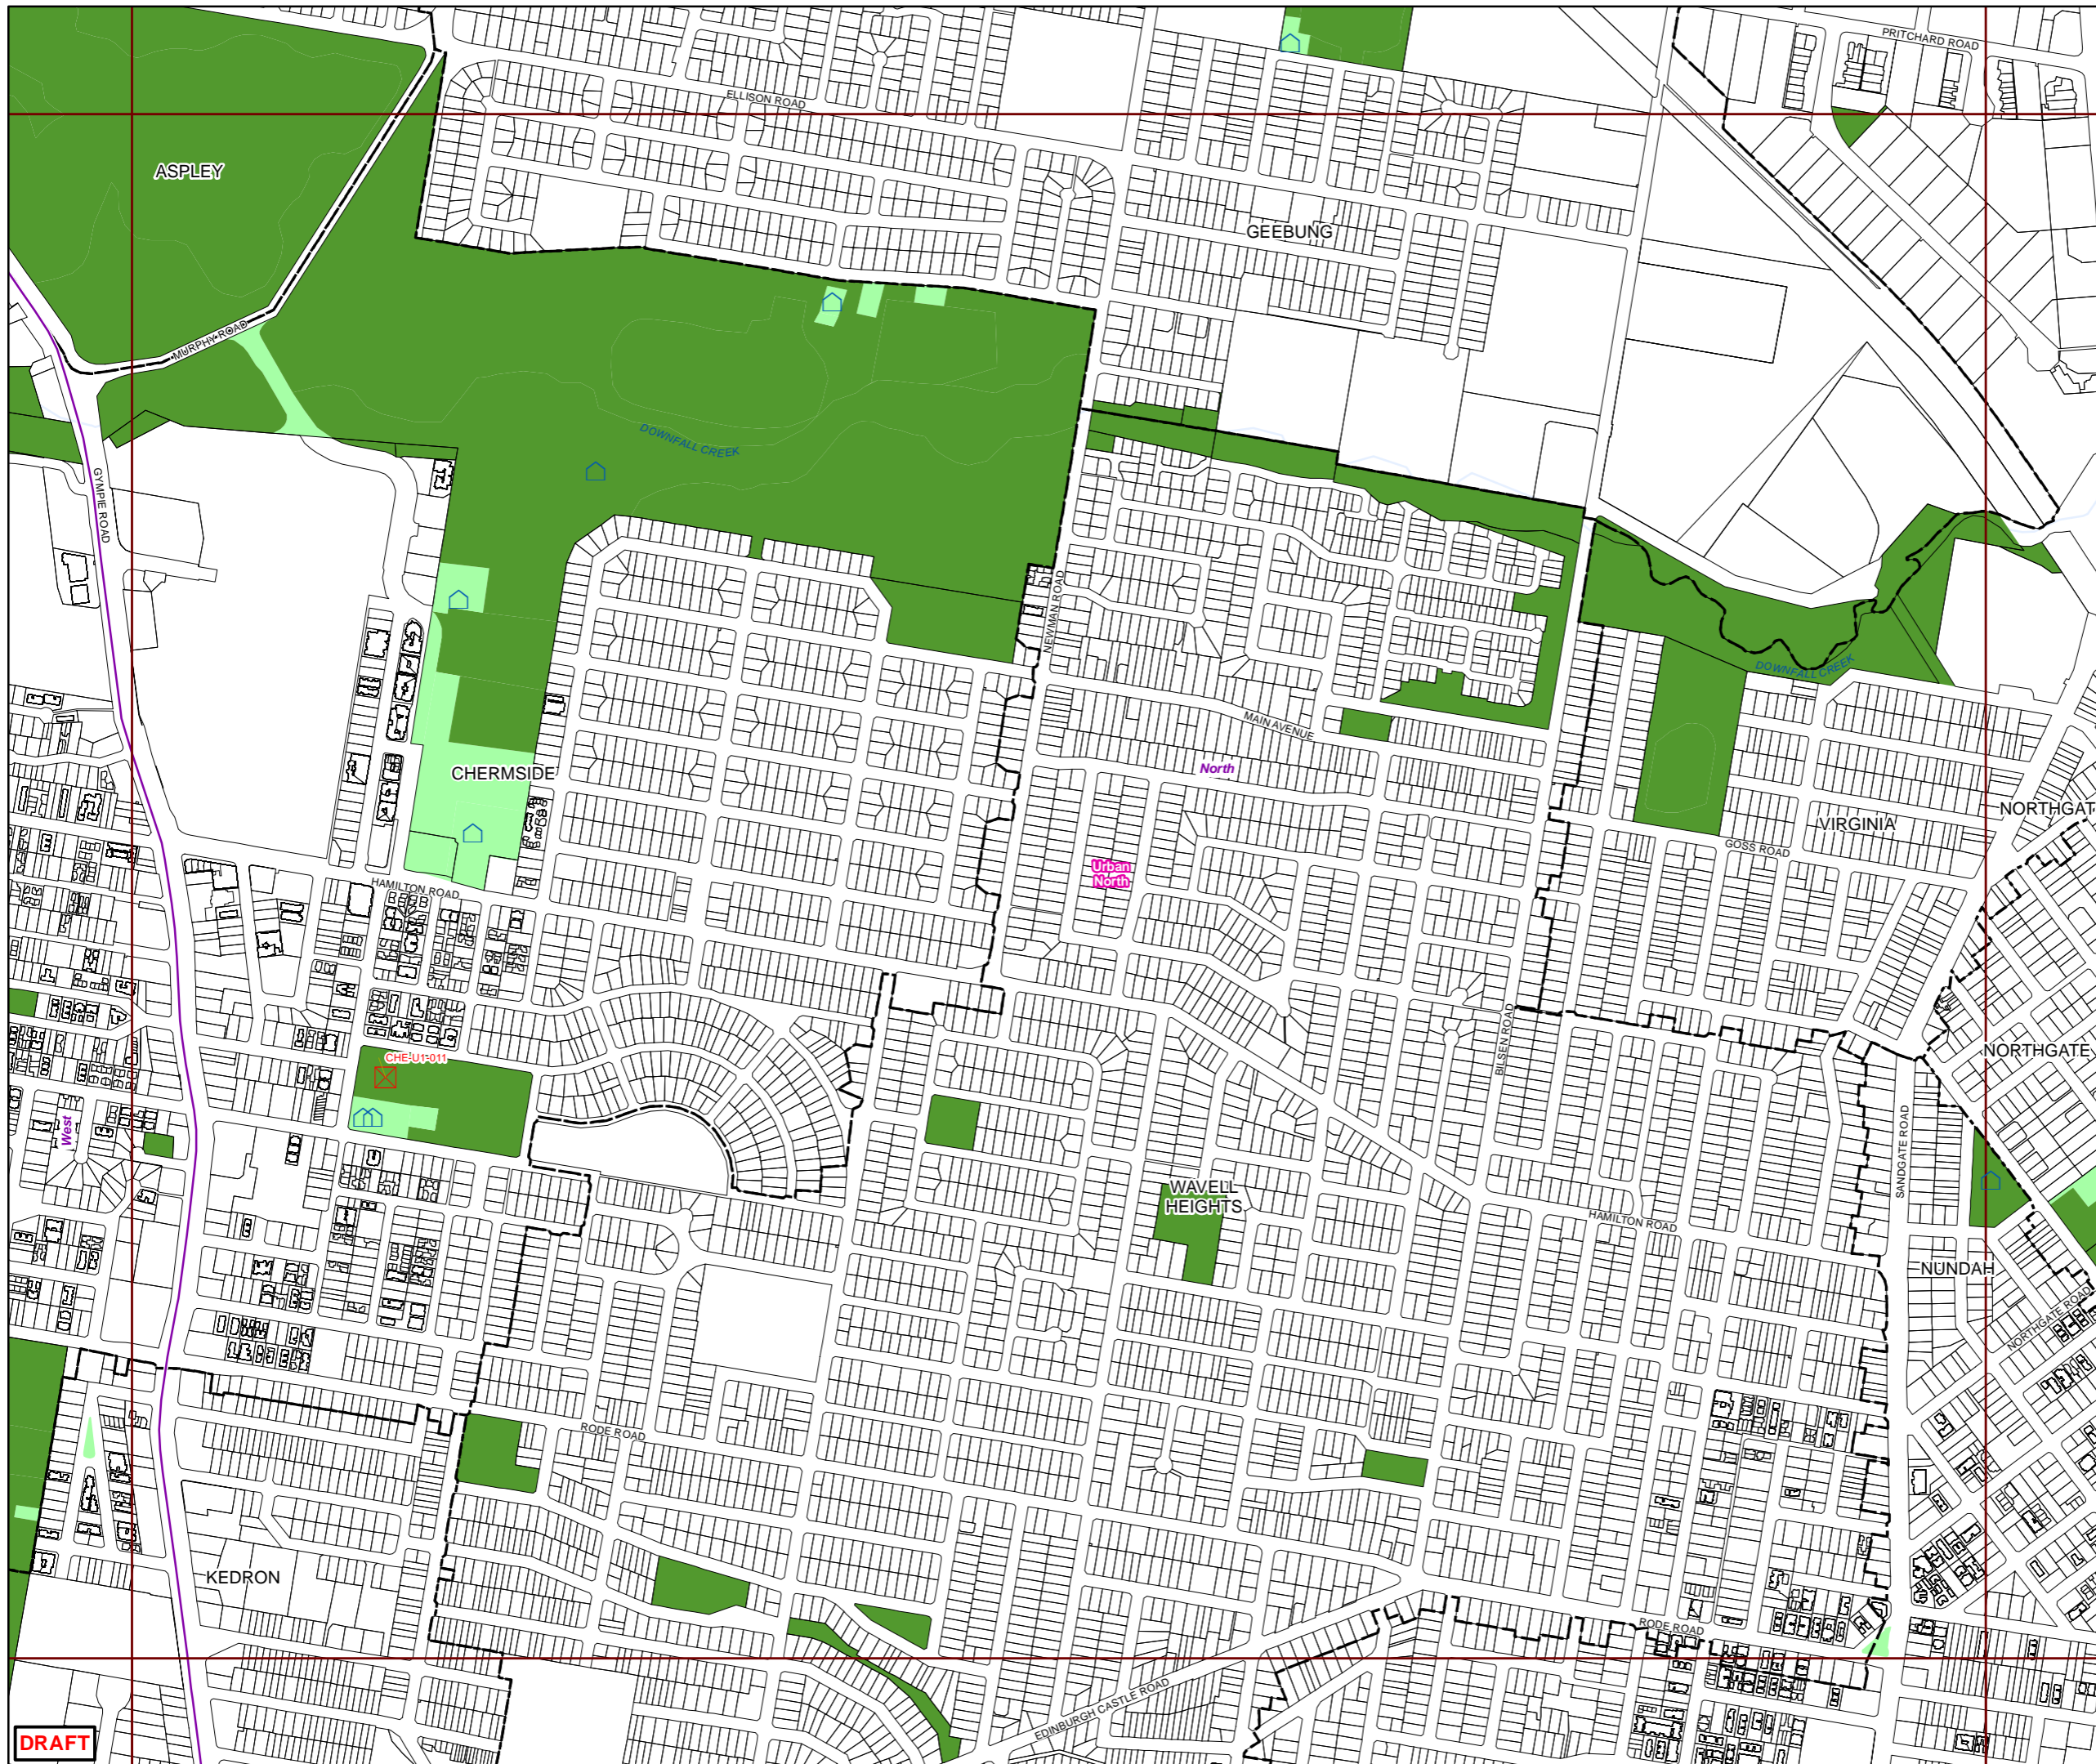 PRITCHARD ROAD
ELLISON ROAD
ASPLEY
GEEBUNG
MURPHY ROAD
DOWNFALL CREEK
GYMPIE ROAD
NEWMAN ROAD
DOWNFALL CREEK
MAIN AVENUE
North
CHERMSIDE
NORTHGAT
VIRGINIA
GOSS ROAD
Urban
North
HAMILTON ROAD
BILSEN ROAD
NORTHGATE
CHE-U1-011
West
SANDGATE ROAD
WAVELL
HEIGHTS
HAMILTON ROAD
NUNDAH
NORTHGATE ROAD
RODE ROAD
KEDRON
RODE ROAD
EDINBURGH CASTLE ROAD
DRAFT